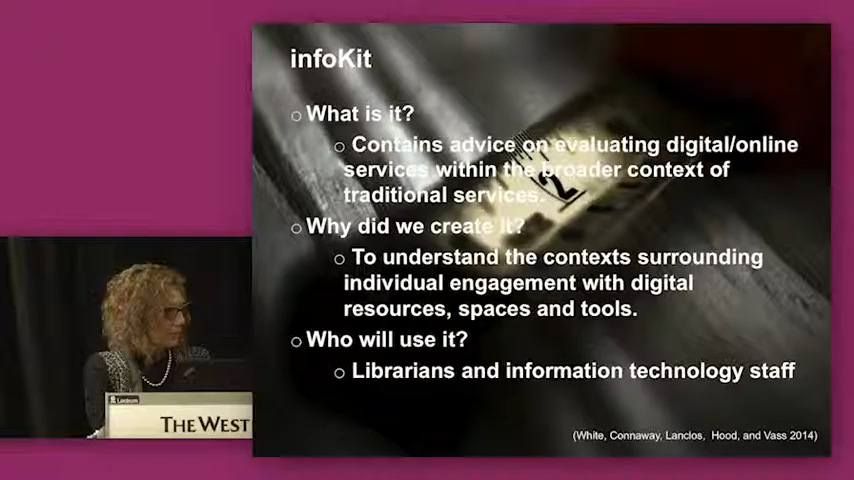 infoKit
What is it?
Contains advice on evaluating digital/online
services within the broader context of
traditional services.
Why did we create it?
To understand the contexts surrounding
individual engagement with digital
resources, spaces and tools.
Who will use it?
Librarians and information technology staff
(White, Connaway, Lanclos, Hood, and Vass 2014)
Lectrum
THE WEST